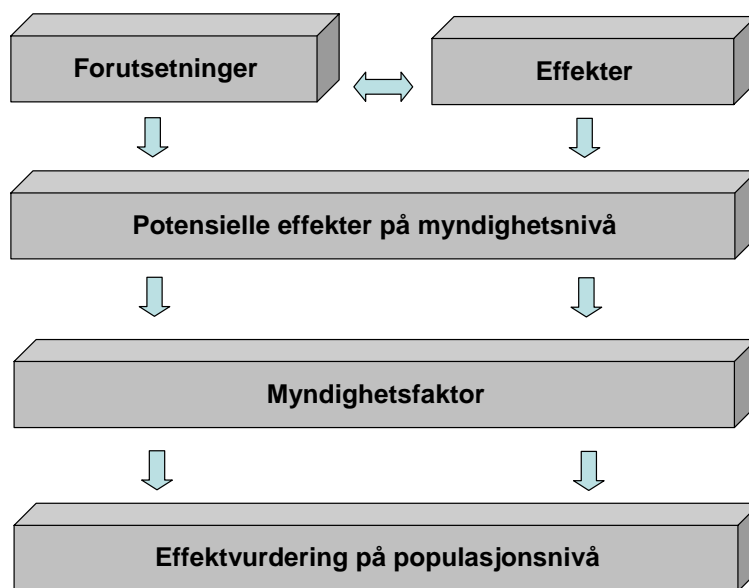 Forutsetninger
Effekter
Potensielle effekter på myndighetsnivå
Myndighetsfaktor
Effektvurdering på populasjonsnivå